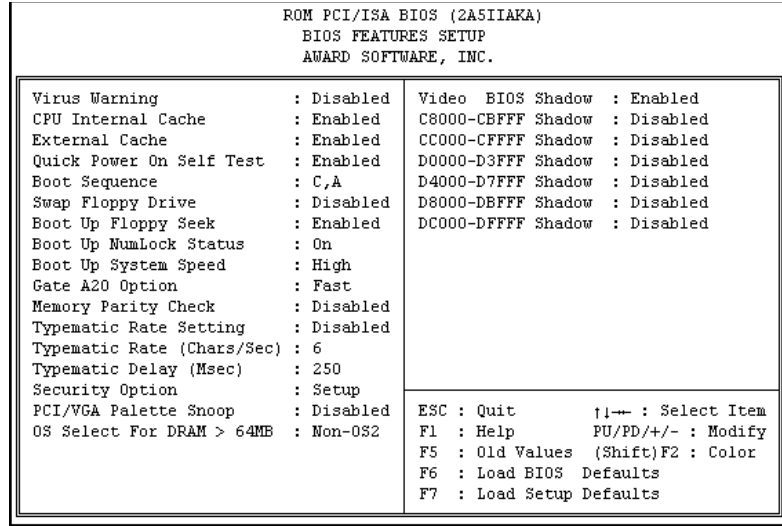 ROM PCI/ISA BIOS (2A5IIAKA)
BIOS FEATURES SETUP
AWARD SOFTWARE, INC.
Virus Warning : Disabled
CPU Internal Cache : Enabled
External Cache : Enabled
Quick Power On Self Test : Enabled
Boot Sequence : C,A
Swap Floppy Drive : Disabled
Boot Up Floppy Seek : Enabled
Boot Up NumLock Status : On
Boot Up System Speed : High
Gate A20 Option : Fast
Memory Parity Check : Disabled
Typematic Rate Setting : Disabled
Typematic Rate (Chars/Sec) : 6
Typematic Delay (Msec) : 250
Security Option : Setup
PCI/VGA Palette Snoop : Disabled
OS Select For DRAM > 64MB : Non-OS2
Video BIOS Shadow : Enabled
C8000-CBFFF Shadow : Disabled
CC000-CFFFF Shadow : Disabled
D0000-D3FFF Shadow : Disabled
D4000-D7FFF Shadow : Disabled
D8000-DBFFF Shadow : Disabled
DC000-DFFFF Shadow : Disabled
ESC : Quit ↑↓→← : Select Item
F1 : Help PU/PD/+/- : Modify
F5 : Old Values (Shift)F2 : Color
F6 : Load BIOS Defaults
F7 : Load Setup Defaults